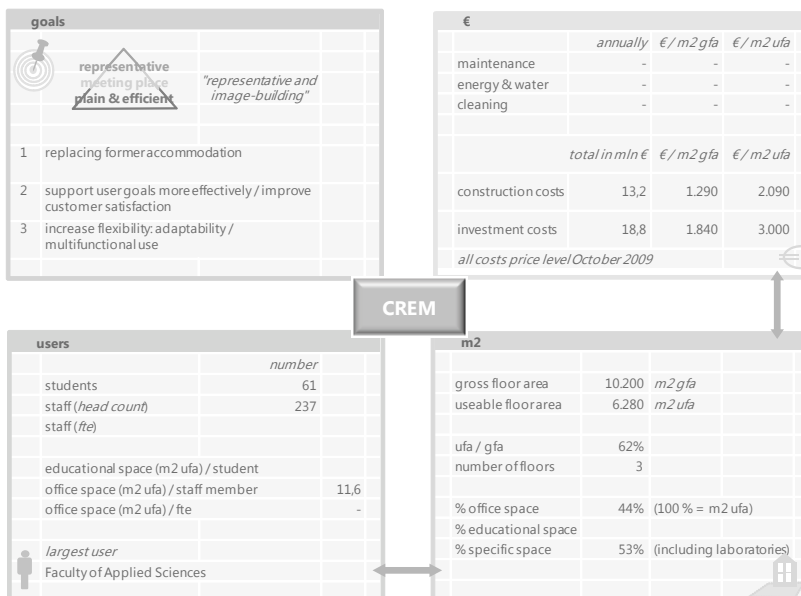 goals
representative
meeting place
plain & efficient
"representative and
image-building"
1 replacing former accommodation
2 support user goals more effectively / improve
customer satisfaction
3 increase flexibility: adaptability /
multifunctional use
€
annually € / m2 gfa € / m2 ufa
maintenance - - -
energy & water - - -
cleaning - - -
total in mln € € / m2 gfa € / m2 ufa
construction costs 13,2 1.290 2.090
investment costs 18,8 1.840 3.000
all costs price level October 2009
CREM
users
number
students 61
staff (head count) 237
staff (fte)
educational space (m2 ufa) / student
office space (m2 ufa) / staff member 11,6
office space (m2 ufa) / fte -
largest user
Faculty of Applied Sciences
m2
gross floor area 10.200 m2 gfa
useable floor area 6.280 m2 ufa
ufa / gfa 62%
number of floors 3
% office space 44% (100 % = m2 ufa)
% educational space
% specific space 53% (including laboratories)